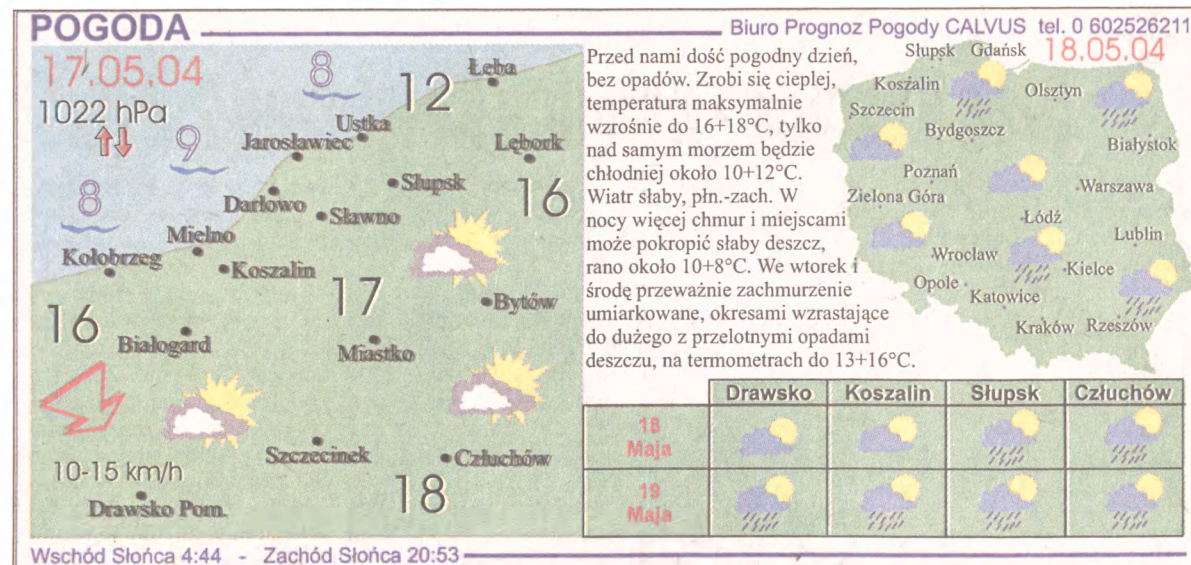 POGODA
Biuro Prognoz Pogody CALVUS tel. 0 602526211
17.05.04
1022 hPa
8
12
Łeba
9
Ustka
Jarosławiec
Lębork
8
Słupsk
16
Darłowo
Sławno
Mielno
Kołobrzeg
Koszalin
17
Bytów
16
Białogard
Miastko
10-15 km/h
Szczecinek
Człuchów
18
Drawsko Pom.
Przed nami dość pogodny dzień,
bez opadów. Zrobi się cieplej,
temperatura maksymalnie
wzrośnie do 16+18°C, tylko
nad samym morzem będzie
chłodniej około 10+12°C.
Wiatr słaby, płn.-zach. W
nocy więcej chmur i miejscami
może pokropić słaby deszcz,
rano około 10+8°C. We wtorek i
środę przeważnie zachmurzenie
umiarkowane, okresami wzrastające
do dużego z przelotnymi opadami
deszczu, na termometrach do 13+16°C.
18.05.04
Słupsk Gdańsk
Koszalin
Olsztyn
Szczecin
Bydgoszcz
Białystok
Poznań
Warszawa
Zielona Góra
Łódź
Lublin
Wrocław
Kielce
Opole
Katowice
Kraków Rzeszów
Drawsko Koszalin Słupsk Człuchów
18
Maja
19
Maja
Wschód Słońca 4:44 - Zachód Słońca 20:53